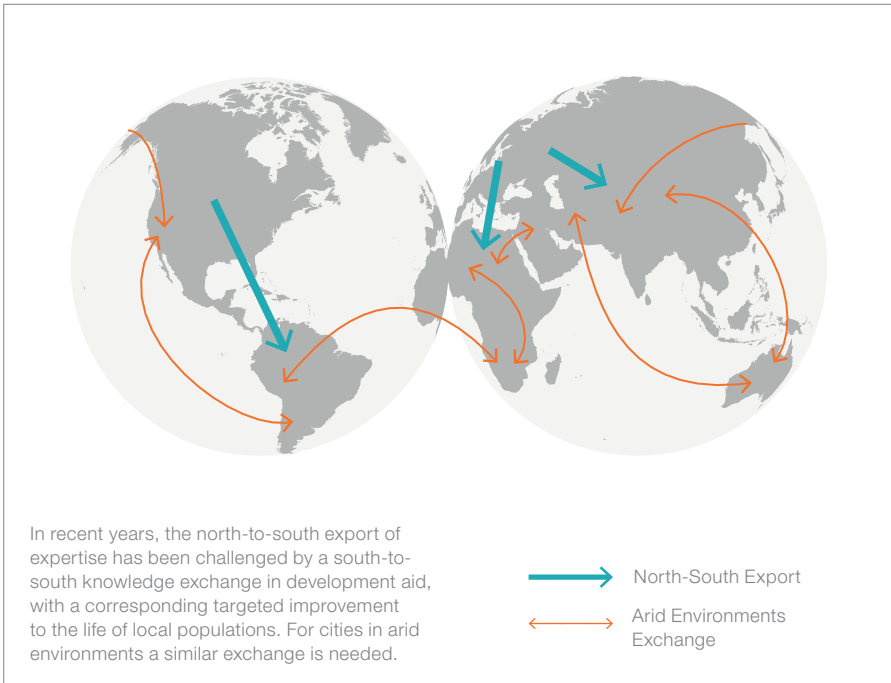 In recent years, the north-to-south export of
expertise has been challenged by a south-to-
south knowledge exchange in development aid,
with a corresponding targeted improvement
to the life of local populations. For cities in arid
environments a similar exchange is needed.
North-South Export
Arid Environments
Exchange